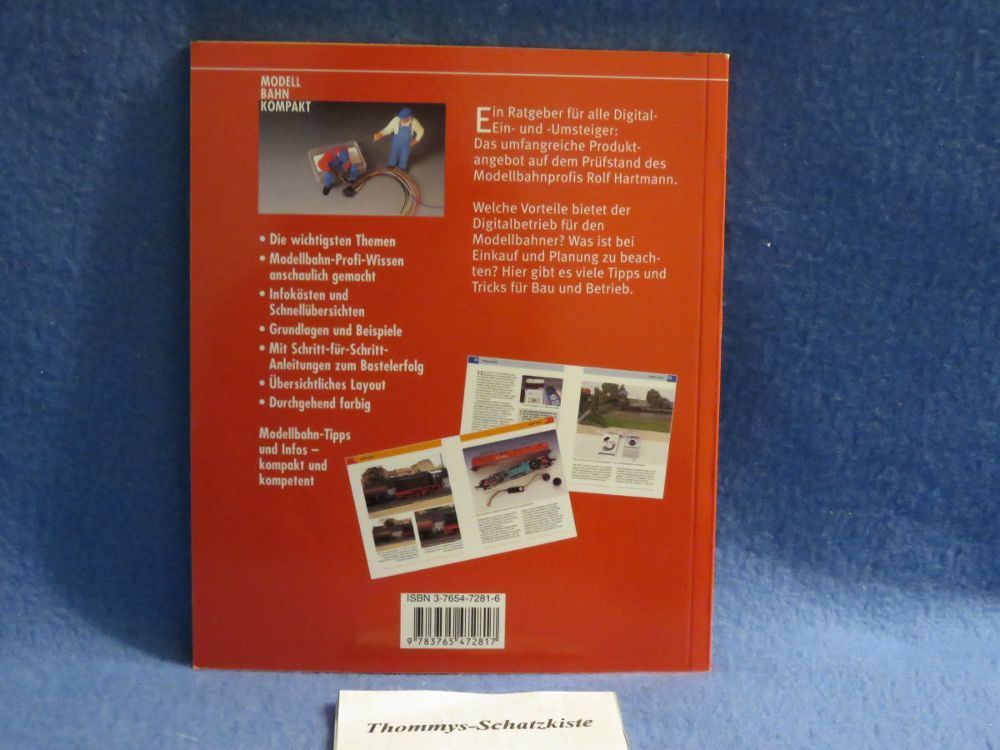 MODELL
BAHN
KOMPAKT
• Die wichtigsten Themen
• Modellbahn-Profi-Wissen
anschaulich gemacht
• Infokästen und
Schnellübersichten
• Grundlagen und Beispiele
• Mit Schritt-für-Schritt-
Anleitungen zum Bastelerfolg
• Übersichtliches Layout
• Durchgehend farbig
Modellbahn-Tipps
und Infos –
kompakt und
kompetent
Ein Ratgeber für alle Digital-
Ein- und -Umsteiger:
Das umfangreiche Produkt-
angebot auf dem Prüfstand des
Modellbahnprofis Rolf Hartmann.
Welche Vorteile bietet der
Digitalbetrieb für den
Modellbahner? Was ist bei
Einkauf und Planung zu beach-
ten? Hier gibt es viele Tipps und
Tricks für Bau und Betrieb.
ISBN 3-7654-7281-6
9 783765 472817
Thommys-Schatzkiste